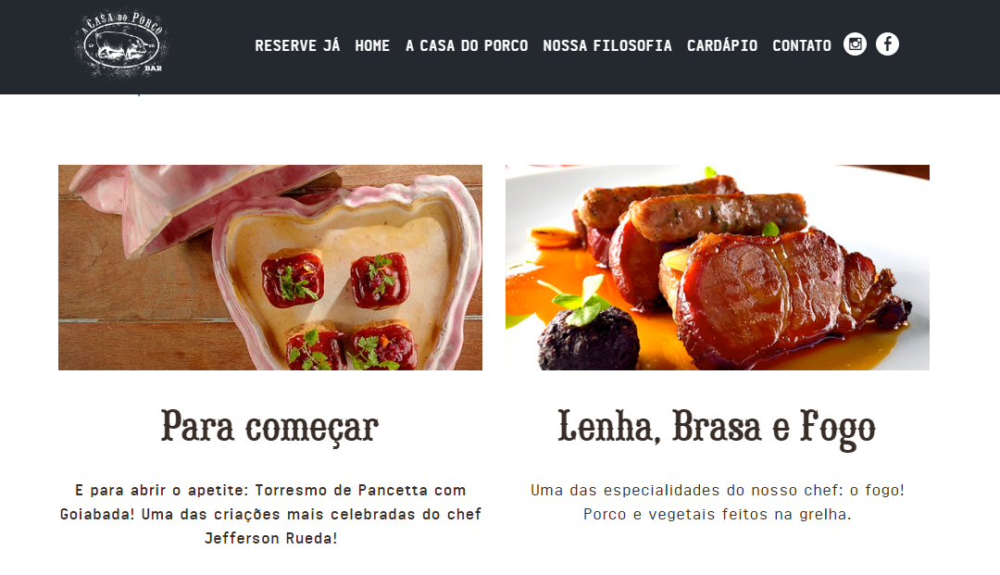 A CASA DO PORCO
BAR
RESERVE JÁ HOME A CASA DO PORCO NOSSA FILOSOFIA CARDÁPIO CONTATO
Para começar
E para abrir o apetite: Torresmo de Pancetta com
Goiabada! Uma das criações mais celebradas do chef
Jefferson Rueda!
Lenha, Brasa e Fogo
Uma das especialidades do nosso chef: o fogo!
Porco e vegetais feitos na grelha.